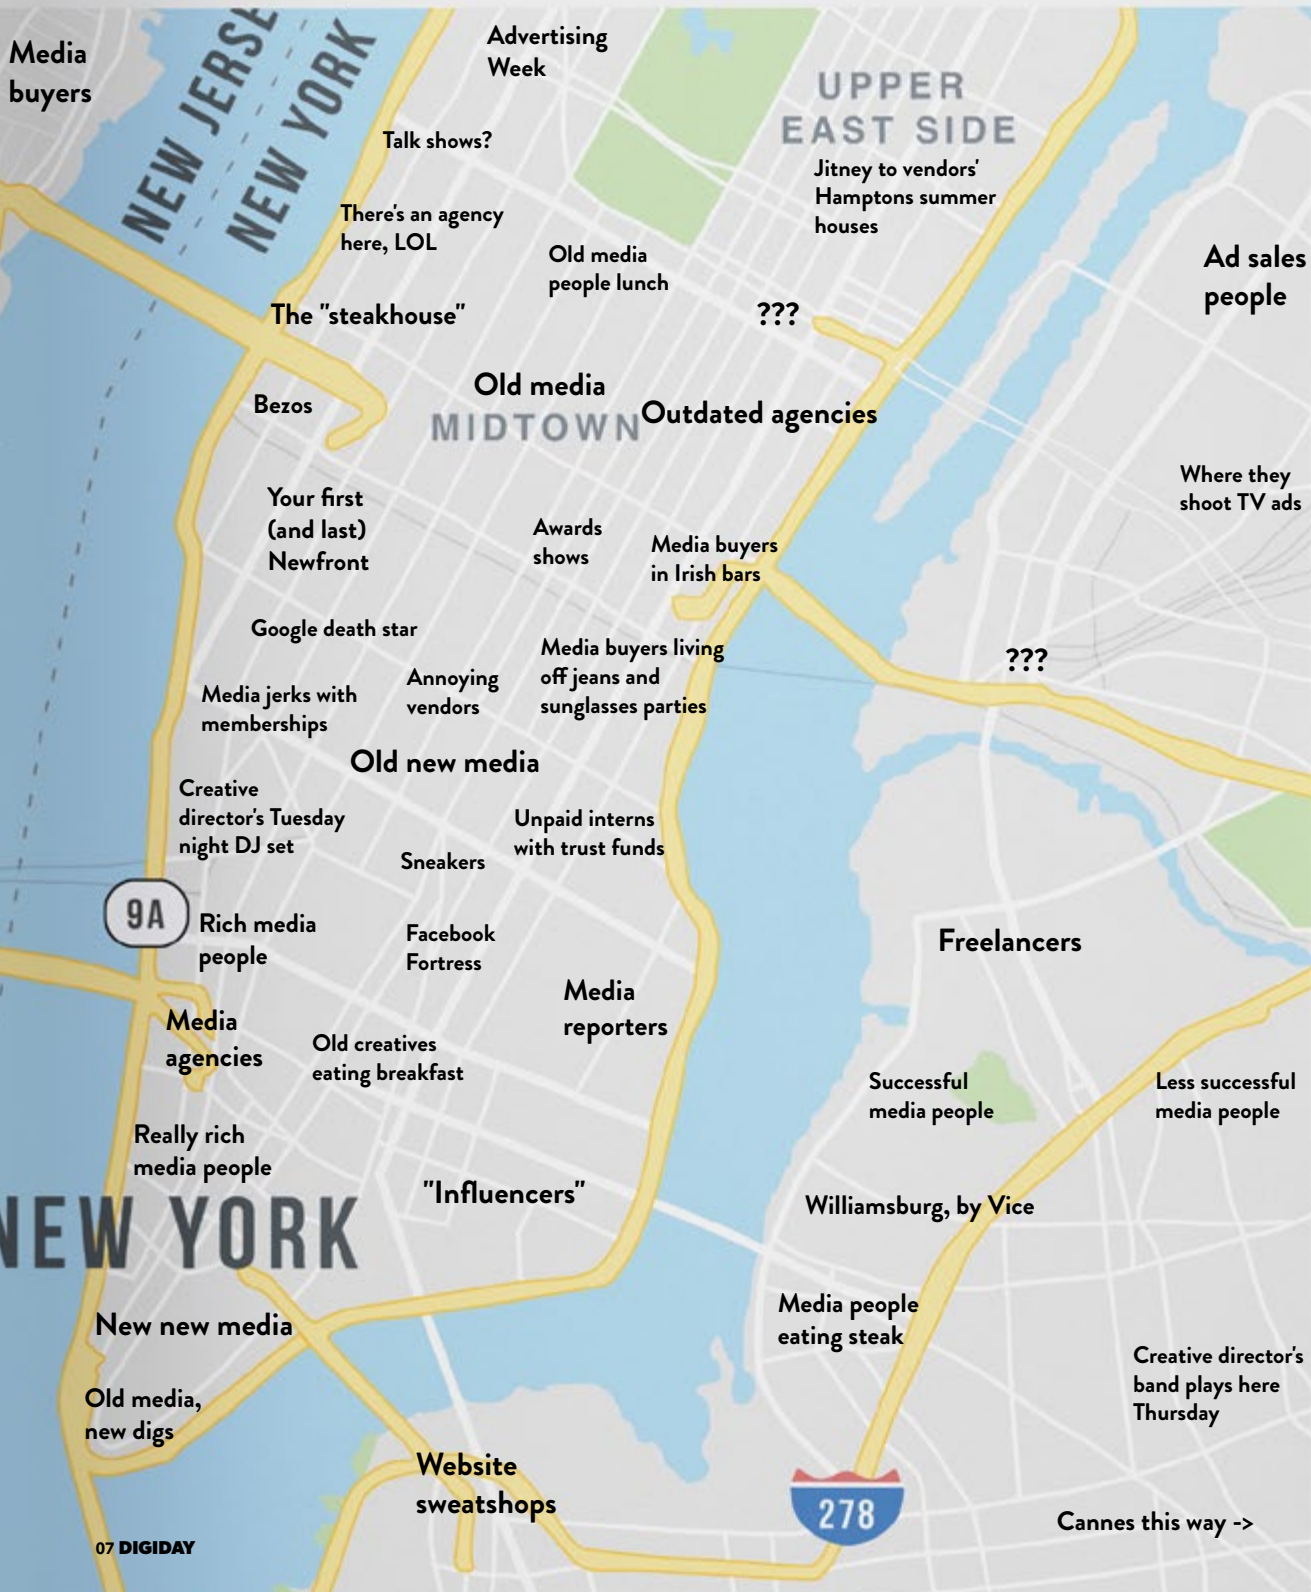 Media
buyers
NEW JERSE
NEW YORK
Advertising
Week
UPPER
EAST SIDE
Talk shows?
Jitney to vendors'
Hamptons summer
houses
There's an agency
here, LOL
Old media
people lunch
Ad sales
people
The "steakhouse"
???
Old media
MIDTOWN
Outdated agencies
Bezos
Where they
shoot TV ads
Your first
(and last)
Newfront
Awards
shows
Media buyers
in Irish bars
Google death star
Media buyers living
off jeans and
sunglasses parties
???
Annoying
vendors
Media jerks with
memberships
Old new media
Creative
director's Tuesday
night DJ set
Unpaid interns
with trust funds
Sneakers
9A
Rich media
people
Facebook
Fortress
Freelancers
Media
reporters
Media
agencies
Old creatives
eating breakfast
Successful
media people
Less successful
media people
Really rich
media people
"Influencers"
Williamsburg, by Vice
NEW YORK
New new media
Media people
eating steak
Creative director's
band plays here
Thursday
Old media,
new digs
Website
sweatshops
278
Cannes this way ->
07 DIGIDAY